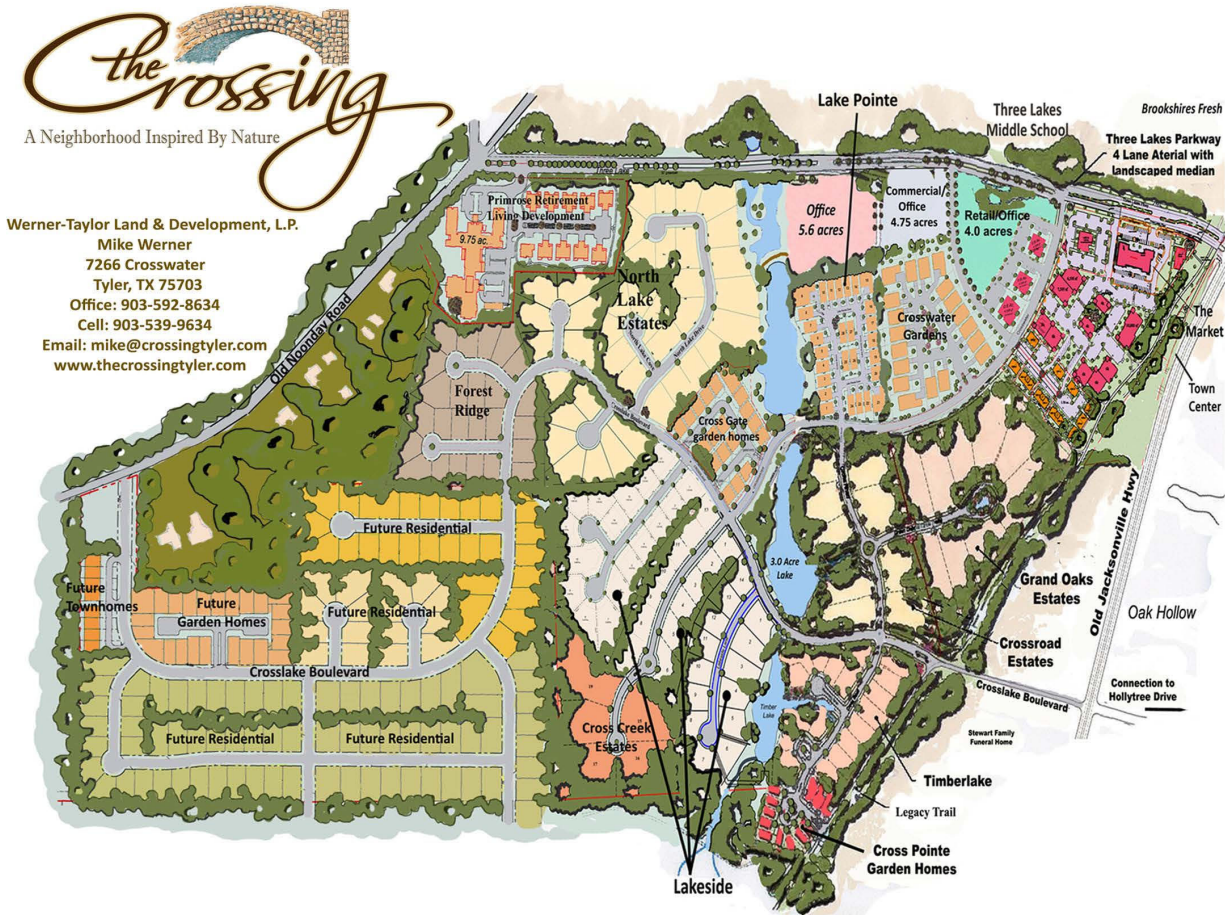 the Crossing
A Neighborhood Inspired By Nature
Werner-Taylor Land & Development, L.P.
Mike Werner
7266 Crosswater
Tyler, TX 75703
Office: 903-592-8634
Cell: 903-539-9634
Email: mike@crossingtyler.com
www.thecrossingtyler.com
Lake Pointe
Three Lakes
Middle School
Brookshires Fresh
Three Lakes Parkway
4 Lane Aterial with
landscaped median
Three Lake
Primrose Retirement
Living Development
9.75 ac.
Office
5.6 acres
Commercial/
Office
4.75 acres
Retail/Office
4.0 acres
North
Lake
Estates
North Lake Drive
Old Noonday Road
Crosswater
Gardens
The
Market
Town
Center
Forest
Ridge
Cross Gate
garden homes
Crosslake Boulevard
Future Residential
3.0 Acre
Lake
Old Jacksonville Hwy
Grand Oaks
Estates
Oak Hollow
Future
Townhomes
Future
Garden Homes
Future Residential
Crossroad
Estates
Crosslake Boulevard
Crosslake Boulevard
Connection to
Hollytree Drive
Timber
Lake
Cross Creek
Estates
Future Residential
Future Residential
Stewart Family
Funeral Home
Timberlake
Legacy Trail
Cross Pointe
Garden Homes
Lakeside